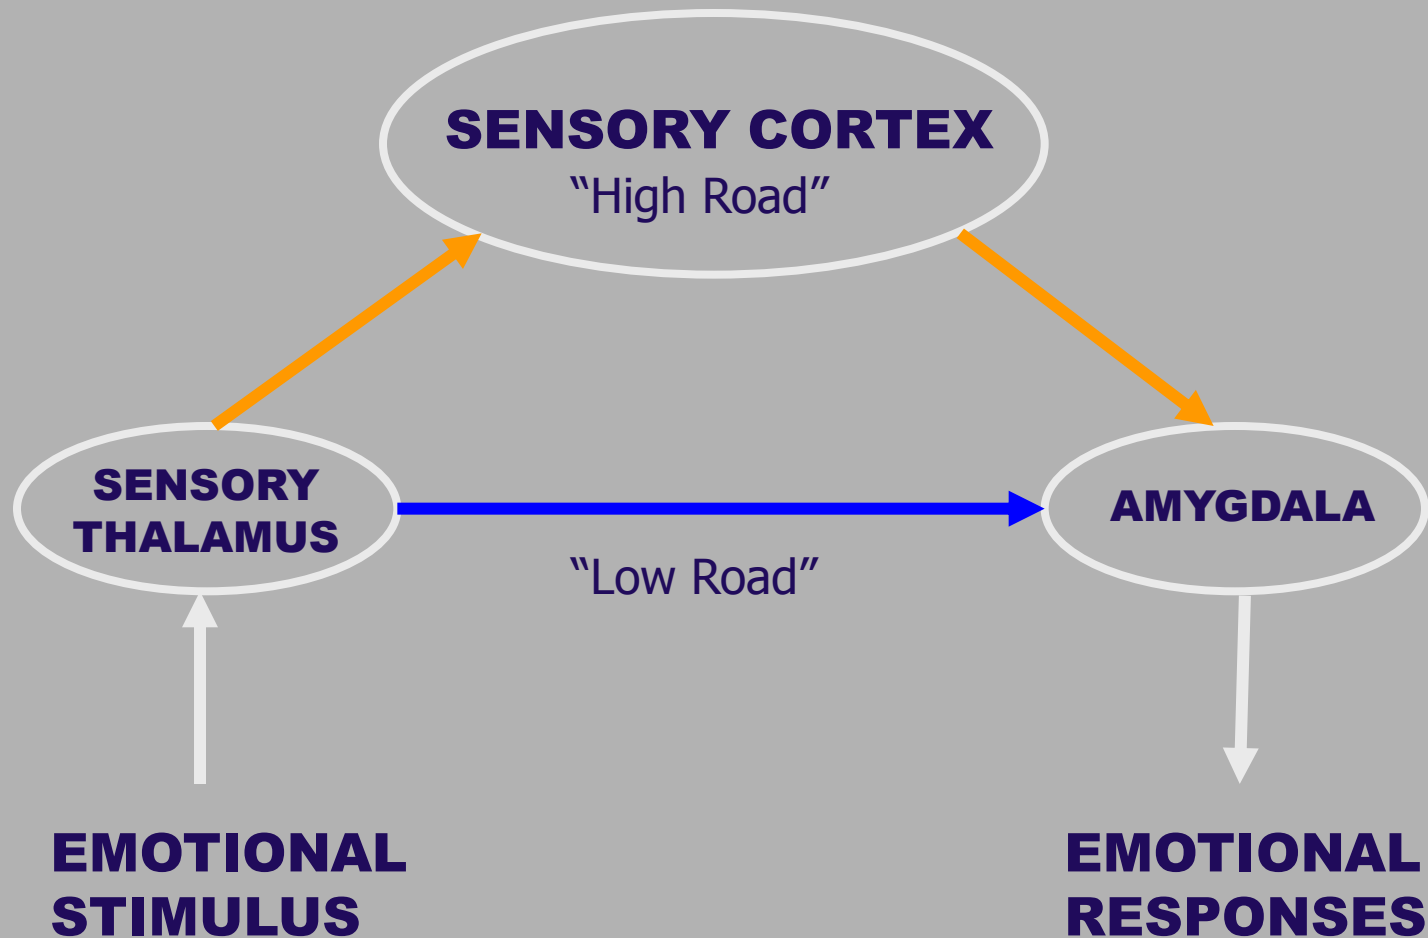 SENSORY CORTEX
“High Road”
SENSORY
THALAMUS
AMYGDALA
“Low Road”
EMOTIONAL
STIMULUS
EMOTIONAL
RESPONSES